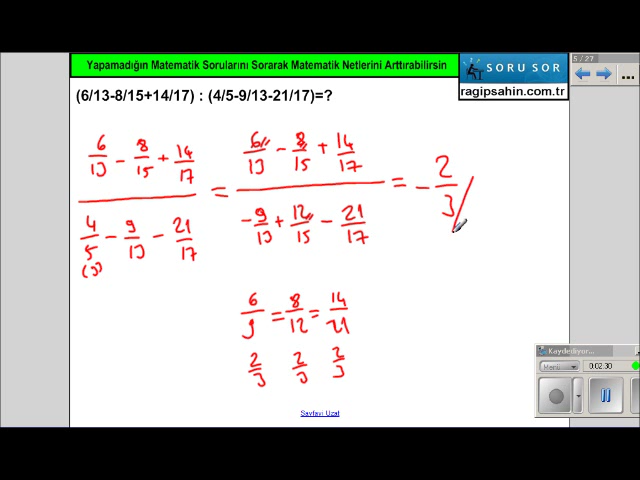 Yapamadığın Matematik Sorularını Sorarak Matematik Netlerini Arttırabilirsin
SORU SOR
ragipsahin.com.tr
5 / 27
...
(6/13-8/15+14/17) : (4/5-9/13-21/17)=?
6/13 - 8/15 + 14/17 = 6/13 - 8/15 + 14/17 = - 2/3
4/5 - 9/13 - 21/17 - 9/13 + 12/15 - 21/17
(3)
6/9 = 8/12 = 14/21
2/3 2/3 2/3
Sayfayı Uzat
Kaydediyor...
Menü
0:02.30